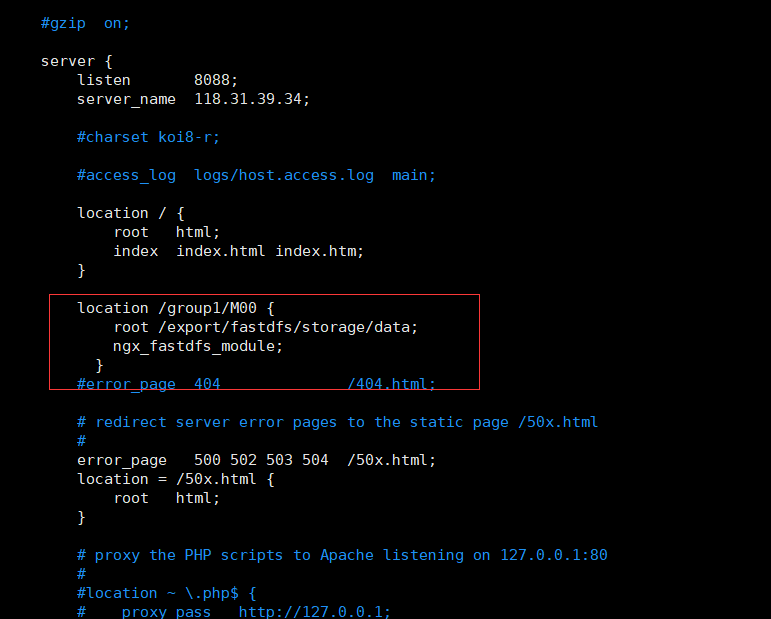 #gzip  on;
server {
listen       8088;
server_name  118.31.39.34;
#charset koi8-r;
#access_log  logs/host.access.log  main;
location / {
root   html;
index  index.html index.htm;
}
location /group1/M00 {
root /export/fastdfs/storage/data;
ngx_fastdfs_module;
}
#error_page  404              /404.html;
# redirect server error pages to the static page /50x.html
#
error_page   500 502 503 504  /50x.html;
location = /50x.html {
root   html;
}
# proxy the PHP scripts to Apache listening on 127.0.0.1:80
#
#location ~ \.php$ {
#    proxy_pass   http://127.0.0.1;